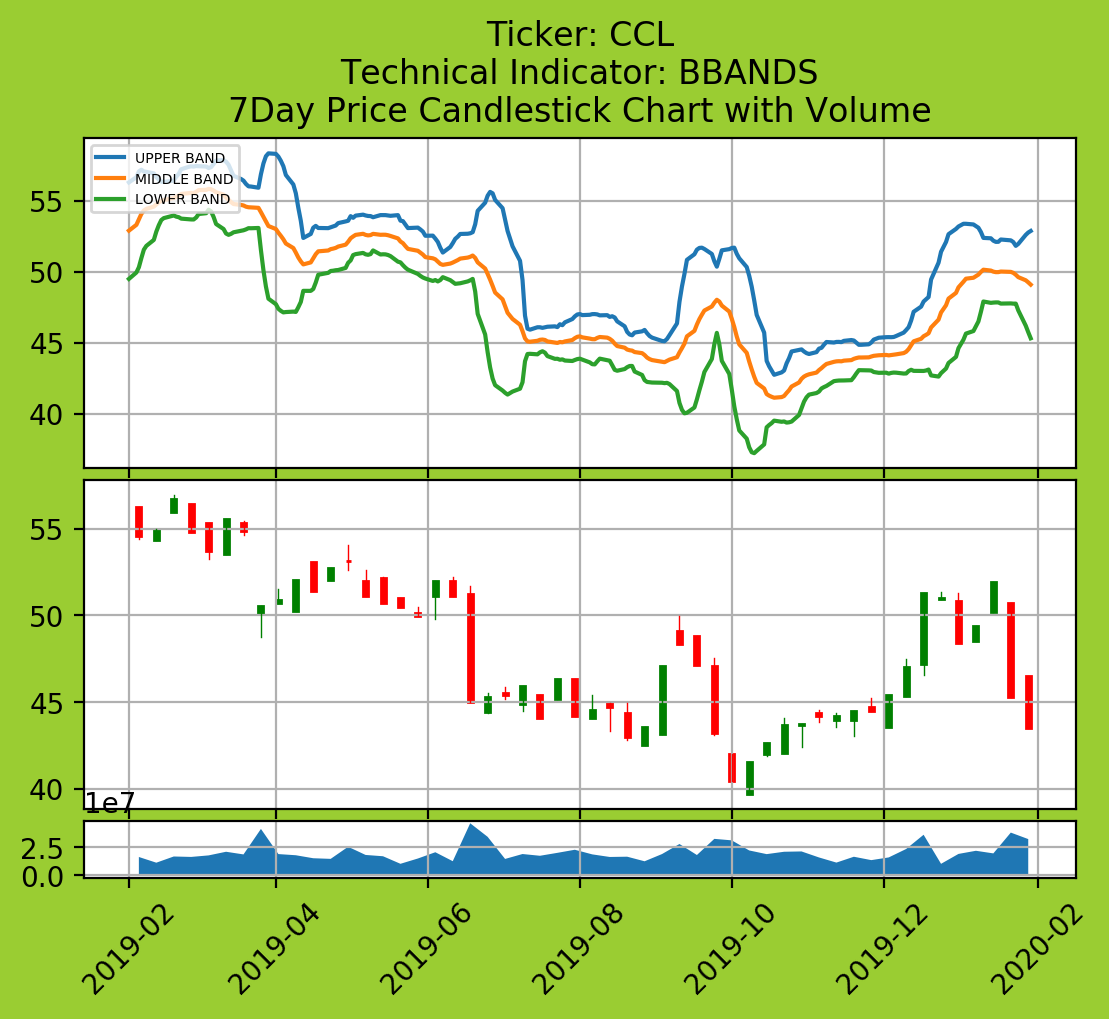 Ticker: CCL
Technical Indicator: BBANDS
7Day Price Candlestick Chart with Volume
UPPER BAND
MIDDLE BAND
LOWER BAND
55
50
45
40
55
50
45
40
1e7
2.5
0.0
2019-02
2019-04
2019-06
2019-08
2019-10
2019-12
2020-02